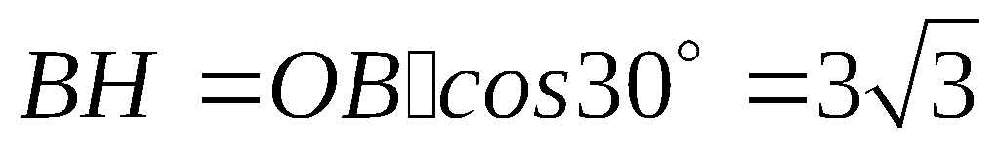 BH = OB▯cos30° = 3√3